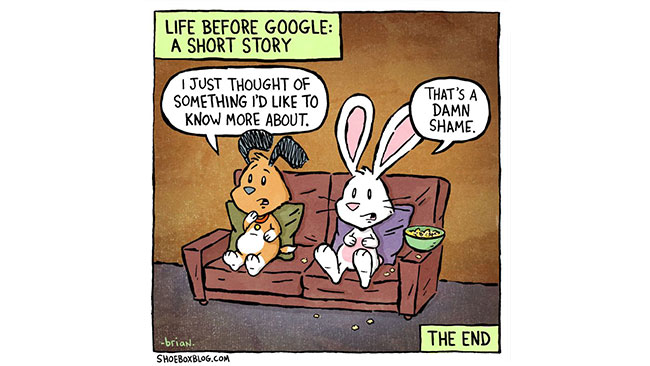 LIFE BEFORE GOOGLE:
A SHORT STORY
I JUST THOUGHT OF
SOMETHING I'D LIKE TO
KNOW MORE ABOUT.
THAT'S A
DAMN
SHAME.
-brian.
THE END
SHOEBOXBLOG.COM